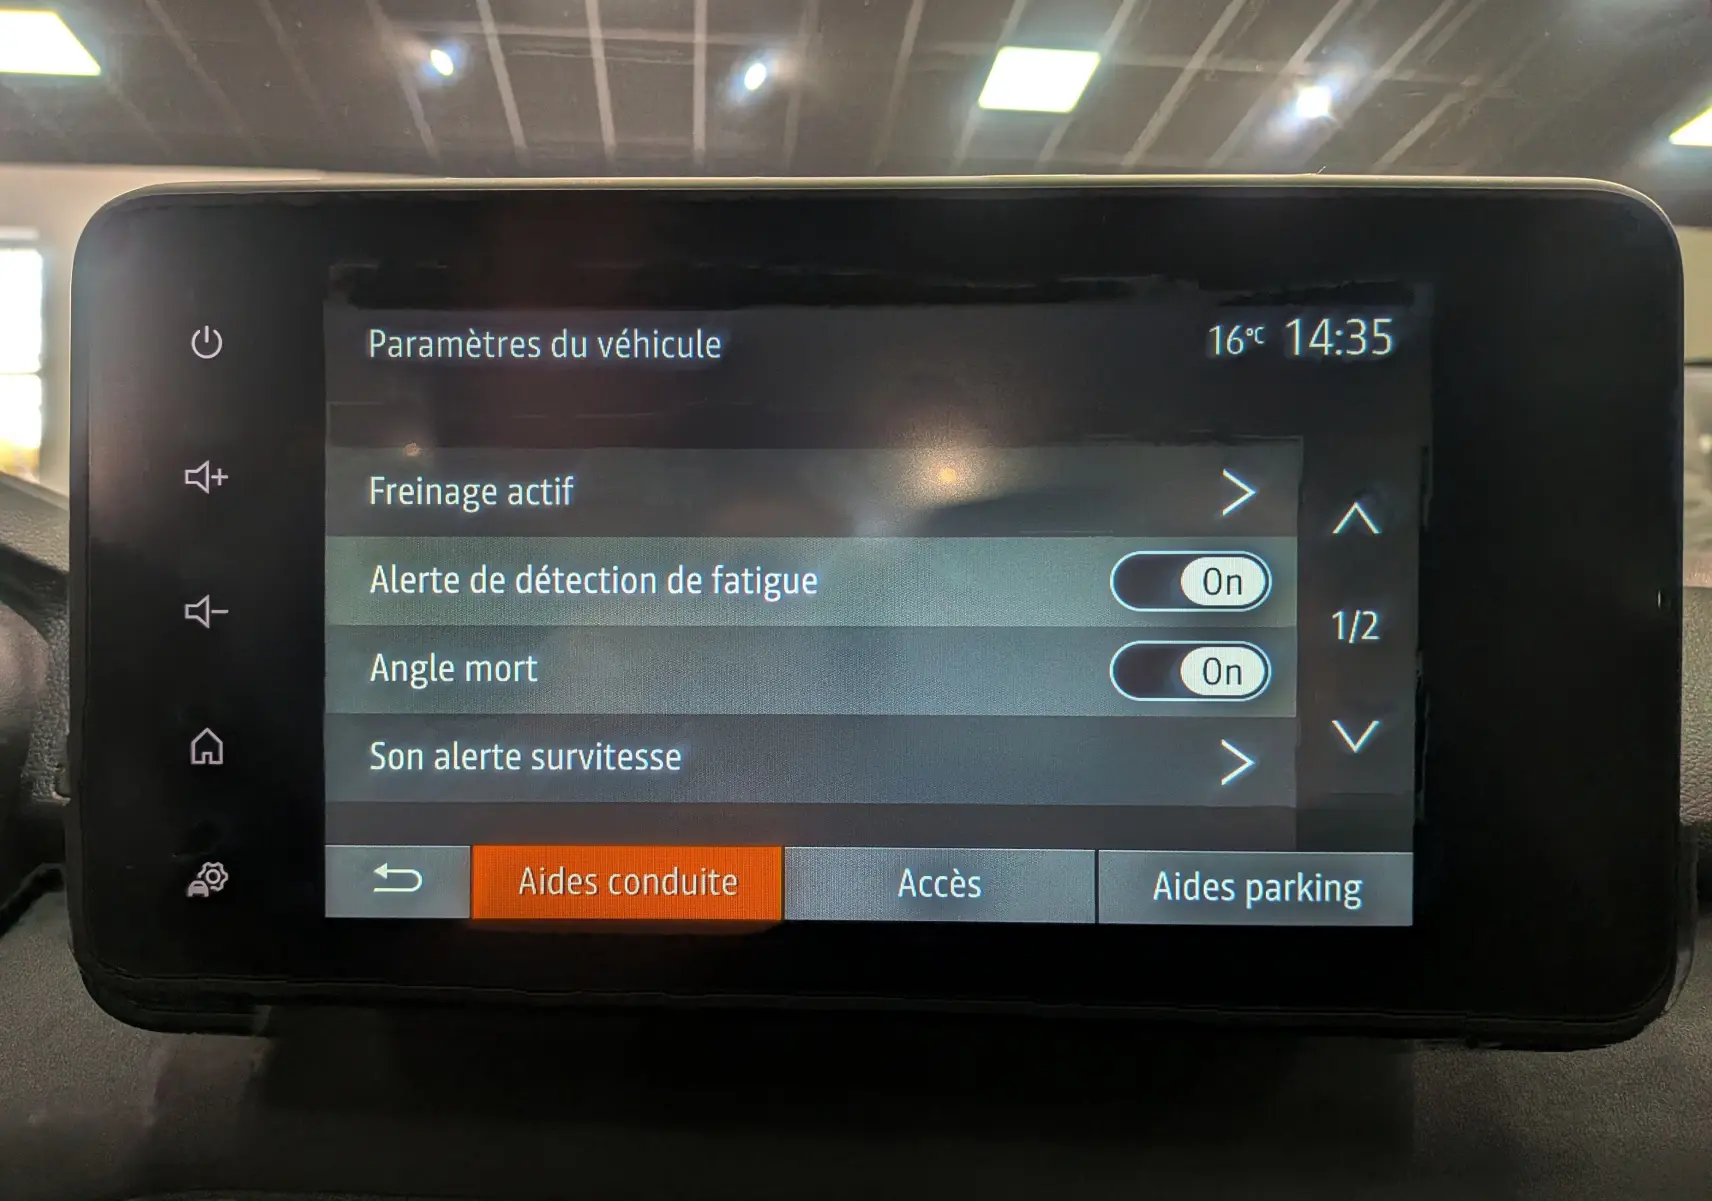 Paramètres du véhicule 16°C 14:35
Freinage actif
Alerte de détection de fatigue On
Angle mort On
1/2
Son alerte survitesse
Aides conduite Accès Aides parking